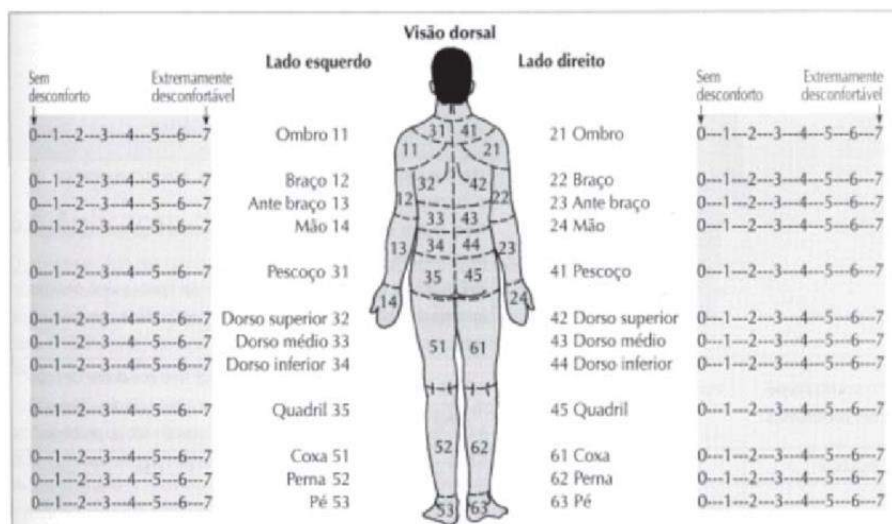 Visão dorsal
Lado esquerdo Lado direito
Sem desconforto Extremamente desconfortável Sem desconforto Extremamente desconfortável
0---1---2---3---4---5---6---7 Ombro 11 31 41 21 Ombro 0---1---2---3---4---5---6---7
11 21
0---1---2---3---4---5---6---7 Braço 12 32 42 22 Braço 0---1---2---3---4---5---6---7
12 22
0---1---2---3---4---5---6---7 Ante braço 13 23 Ante braço 0---1---2---3---4---5---6---7
0---1---2---3---4---5---6---7 Mão 14 33 43 24 Mão 0---1---2---3---4---5---6---7
13 34 44 23
0---1---2---3---4---5---6---7 Pescoço 31 35 45 41 Pescoço 0---1---2---3---4---5---6---7
14 24
0---1---2---3---4---5---6---7 Dorso superior 32 42 Dorso superior 0---1---2---3---4---5---6---7
0---1---2---3---4---5---6---7 Dorso médio 33 51 61 43 Dorso médio 0---1---2---3---4---5---6---7
0---1---2---3---4---5---6---7 Dorso inferior 34 44 Dorso inferior 0---1---2---3---4---5---6---7
0---1---2---3---4---5---6---7 Quadril 35 45 Quadril 0---1---2---3---4---5---6---7
0---1---2---3---4---5---6---7 Coxa 51 52 62 61 Coxa 0---1---2---3---4---5---6---7
0---1---2---3---4---5---6---7 Perna 52 62 Perna 0---1---2---3---4---5---6---7
0---1---2---3---4---5---6---7 Pé 53 53 63 63 Pé 0---1---2---3---4---5---6---7